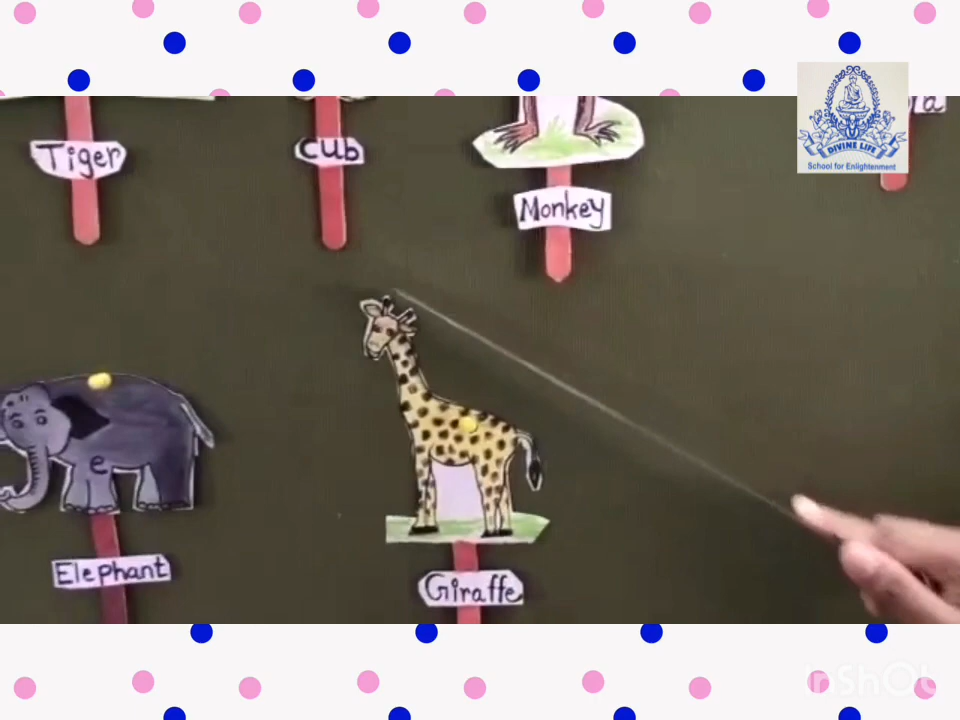 Tiger
Cub
Monkey
DIVINE LIFE
School for Enlightenment
e
Elephant
Giraffe
InShOt